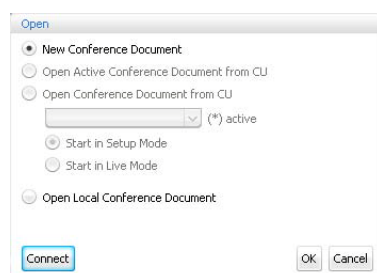 Open
New Conference Document
Open Active Conference Document from CU
Open Conference Document from CU
(*) active
Start in Setup Mode
Start in Live Mode
Open Local Conference Document
Connect OK Cancel